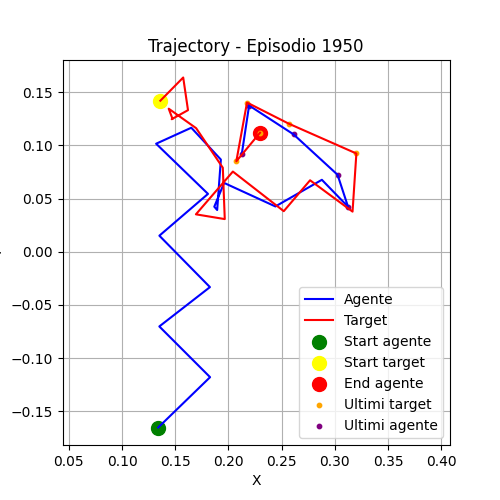 Trajectory - Episodio 1950
0.15
0.10
0.05
0.00
−0.05
−0.10
−0.15
0.05 0.10 0.15 0.20 0.25 0.30 0.35 0.40
X
Agente
Target
Start agente
Start target
End agente
Ultimi target
Ultimi agente